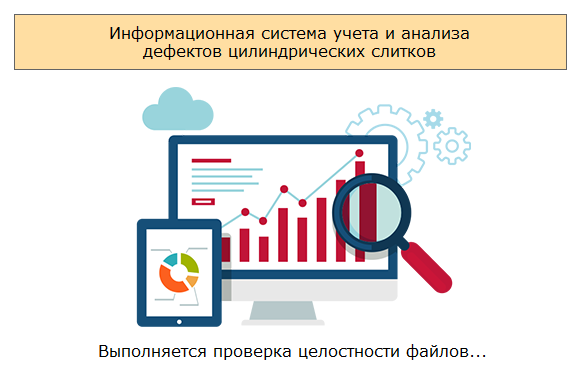 Информационная система учета и анализа
дефектов цилиндрических слитков
Выполняется проверка целостности файлов...